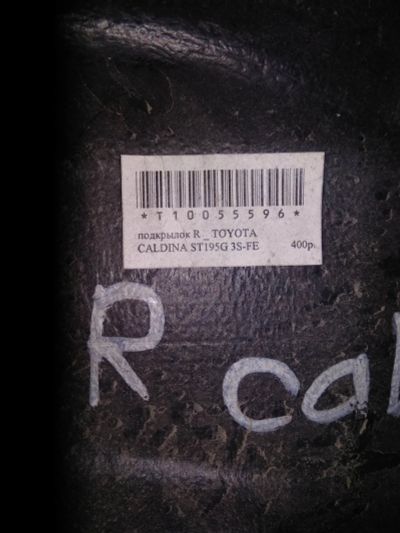 *T10055596*
подкрылок R _ TOYOTA
CALDINA ST195G 3S-FE 400р.
R cal